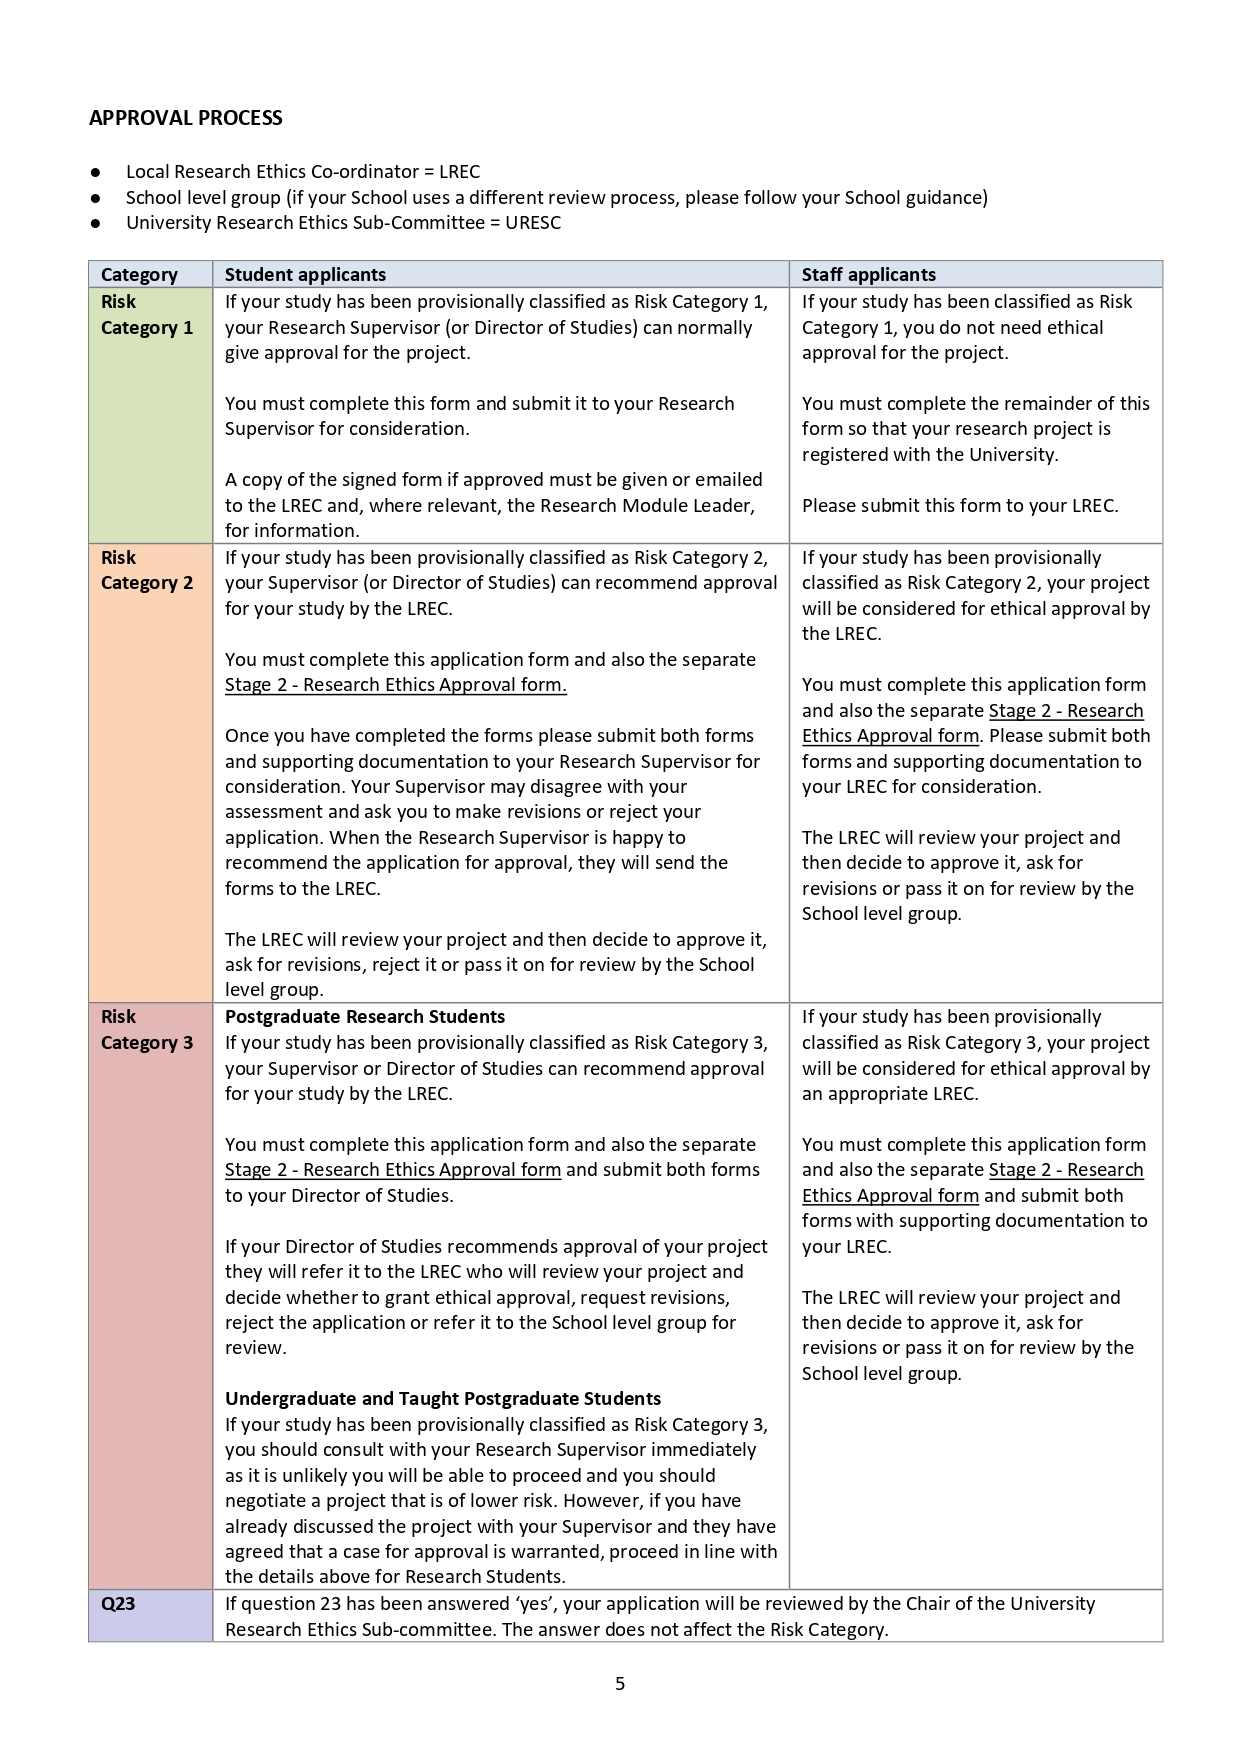 APPROVAL PROCESS
● Local Research Ethics Co-ordinator = LREC
● School level group (if your School uses a different review process, please follow your School guidance)
● University Research Ethics Sub-Committee = URESC
Category
Student applicants
Staff applicants
Risk
Category 1
If your study has been provisionally classified as Risk Category 1,
your Research Supervisor (or Director of Studies) can normally
give approval for the project.
You must complete this form and submit it to your Research
Supervisor for consideration.
A copy of the signed form if approved must be given or emailed
to the LREC and, where relevant, the Research Module Leader,
for information.
If your study has been classified as Risk
Category 1, you do not need ethical
approval for the project.
You must complete the remainder of this
form so that your research project is
registered with the University.
Please submit this form to your LREC.
Risk
Category 2
If your study has been provisionally classified as Risk Category 2,
your Supervisor (or Director of Studies) can recommend approval
for your study by the LREC.
You must complete this application form and also the separate
Stage 2 - Research Ethics Approval form.
Once you have completed the forms please submit both forms
and supporting documentation to your Research Supervisor for
consideration. Your Supervisor may disagree with your
assessment and ask you to make revisions or reject your
application. When the Research Supervisor is happy to
recommend the application for approval, they will send the
forms to the LREC.
The LREC will review your project and then decide to approve it,
ask for revisions, reject it or pass it on for review by the School
level group.
If your study has been provisionally
classified as Risk Category 2, your project
will be considered for ethical approval by
the LREC.
You must complete this application form
and also the separate Stage 2 - Research
Ethics Approval form. Please submit both
forms and supporting documentation to
your LREC for consideration.
The LREC will review your project and
then decide to approve it, ask for
revisions or pass it on for review by the
School level group.
Risk
Category 3
Postgraduate Research Students
If your study has been provisionally classified as Risk Category 3,
your Supervisor or Director of Studies can recommend approval
for your study by the LREC.
You must complete this application form and also the separate
Stage 2 - Research Ethics Approval form and submit both forms
to your Director of Studies.
If your Director of Studies recommends approval of your project
they will refer it to the LREC who will review your project and
decide whether to grant ethical approval, request revisions,
reject the application or refer it to the School level group for
review.
Undergraduate and Taught Postgraduate Students
If your study has been provisionally classified as Risk Category 3,
you should consult with your Research Supervisor immediately
as it is unlikely you will be able to proceed and you should
negotiate a project that is of lower risk. However, if you have
already discussed the project with your Supervisor and they have
agreed that a case for approval is warranted, proceed in line with
the details above for Research Students.
If your study has been provisionally
classified as Risk Category 3, your project
will be considered for ethical approval by
an appropriate LREC.
You must complete this application form
and also the separate Stage 2 - Research
Ethics Approval form and submit both
forms with supporting documentation to
your LREC.
The LREC will review your project and
then decide to approve it, ask for
revisions or pass it on for review by the
School level group.
Q23
If question 23 has been answered ‘yes’, your application will be reviewed by the Chair of the University
Research Ethics Sub-committee. The answer does not affect the Risk Category.
5